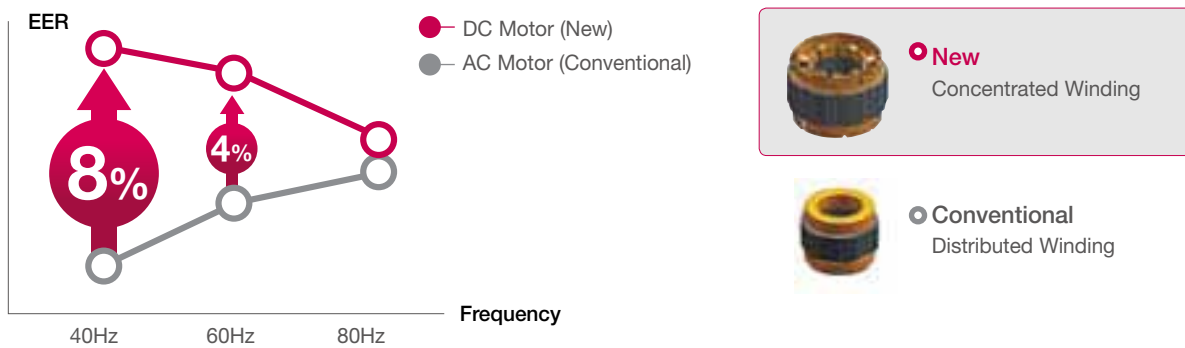 EER
DC Motor (New)
AC Motor (Conventional)
8%
4%
40Hz
60Hz
80Hz
Frequency
New
Concentrated Winding
Conventional
Distributed Winding